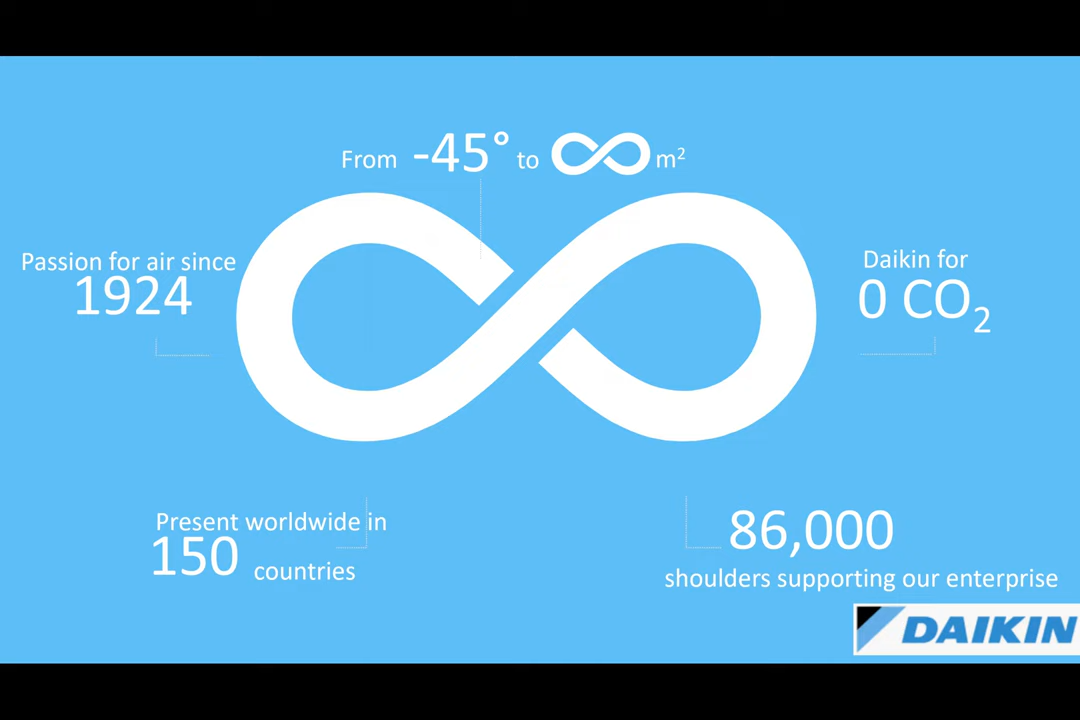 From -45° to ∞ m²
Passion for air since
1924
Daikin for
0 CO₂
Present worldwide in
150 countries
86,000
shoulders supporting our enterprise
DAIKIN